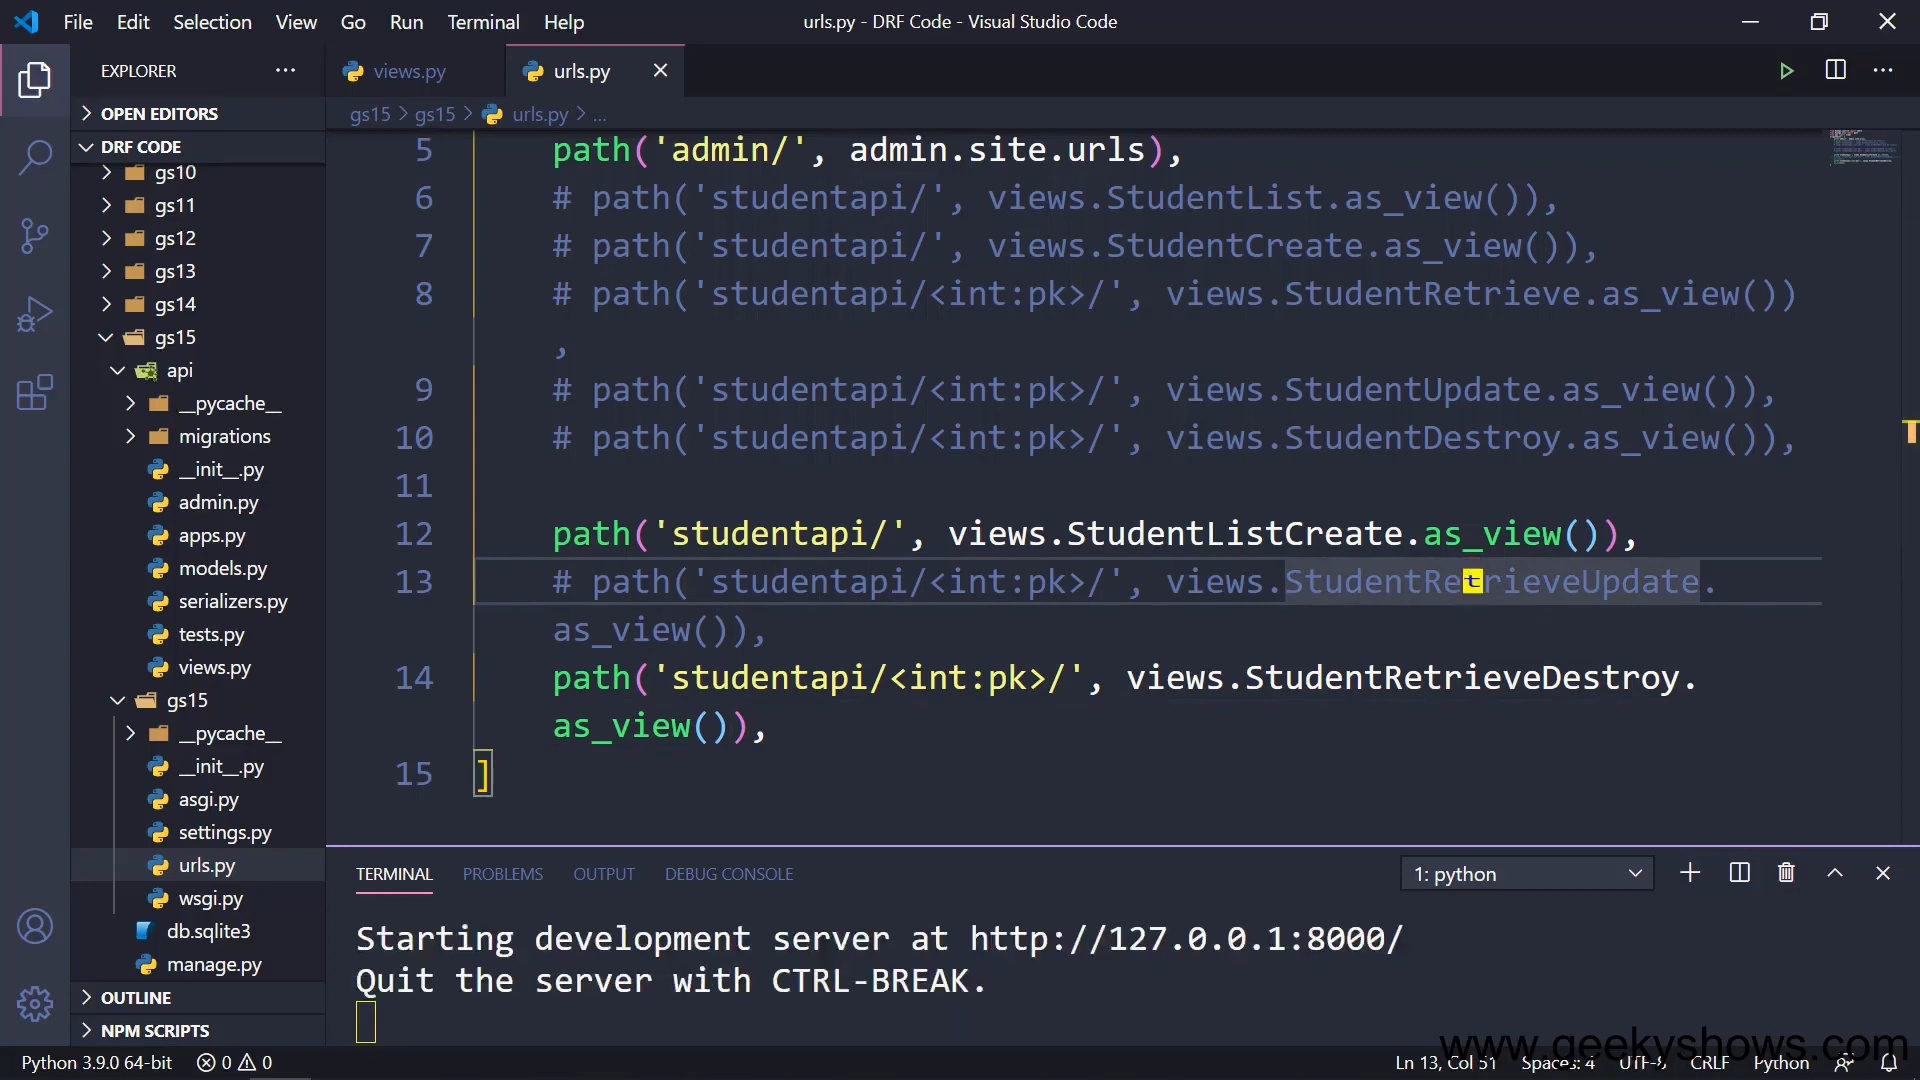 File Edit Selection View Go Run Terminal Help
urls.py - DRF Code - Visual Studio Code
EXPLORER
views.py
urls.py
OPEN EDITORS
DRF CODE
gs10
gs11
gs12
gs13
gs14
gs15
api
__pycache__
migrations
__init__.py
admin.py
apps.py
models.py
serializers.py
tests.py
views.py
gs15
__pycache__
__init__.py
asgi.py
settings.py
urls.py
wsgi.py
db.sqlite3
manage.py
OUTLINE
NPM SCRIPTS
gs15 > gs15 > urls.py > ...
5 path('admin/', admin.site.urls),
6 # path('studentapi/', views.StudentList.as_view()),
7 # path('studentapi/', views.StudentCreate.as_view()),
8 # path('studentapi/<int:pk>/', views.StudentRetrieve.as_view())
,
9 # path('studentapi/<int:pk>/', views.StudentUpdate.as_view()),
10 # path('studentapi/<int:pk>/', views.StudentDestroy.as_view()),
11
12 path('studentapi/', views.StudentListCreate.as_view()),
13 # path('studentapi/<int:pk>/', views.StudentRetrieveUpdate.
as_view()),
14 path('studentapi/<int:pk>/', views.StudentRetrieveDestroy.
as_view()),
15 ]
TERMINAL PROBLEMS OUTPUT DEBUG CONSOLE
1: python
Starting development server at http://127.0.0.1:8000/
Quit the server with CTRL-BREAK.
www.geekyshows.com
Python 3.9.0 64-bit 0 0
Ln 13, Col 51 Spaces: 4 UTF-8 CRLF Python